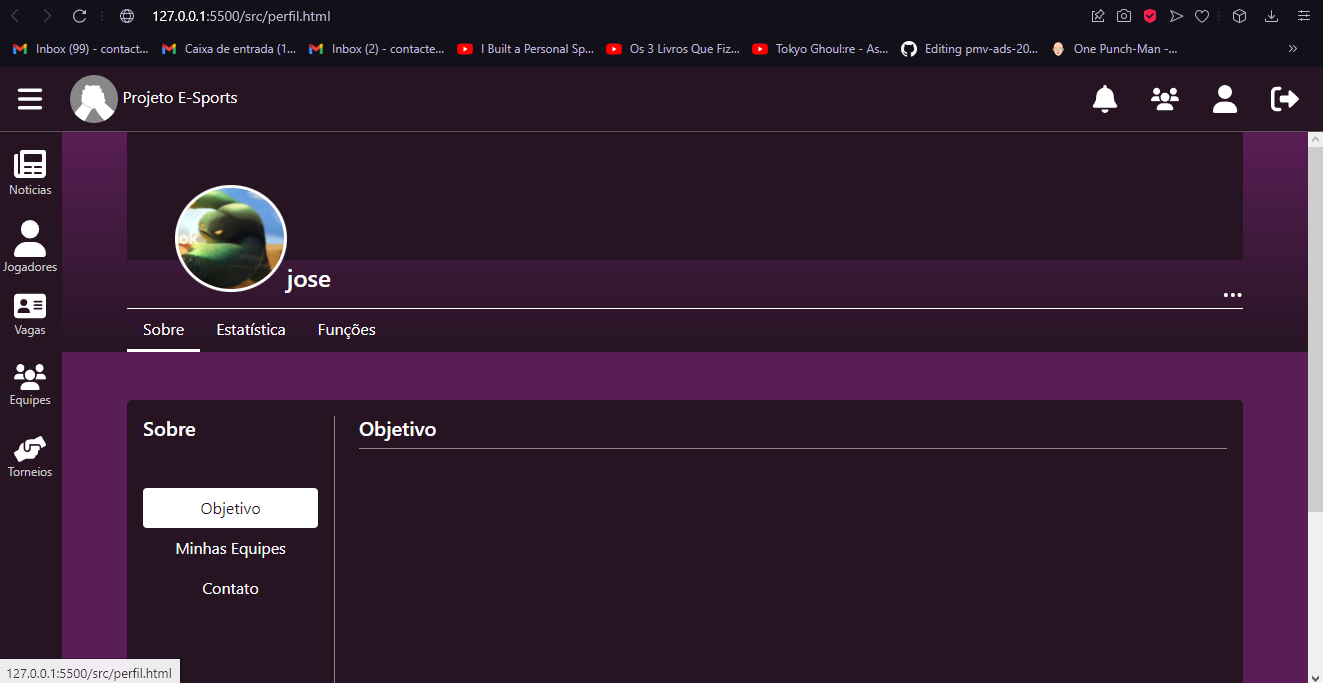 127.0.0.1:5500/src/perfil.html
Inbox (99) - contact... Caixa de entrada (1... Inbox (2) - contacte... I Built a Personal Sp... Os 3 Livros Que Fiz... Tokyo Ghoul:re - As... Editing pmv-ads-20... One Punch-Man -... »
Projeto E-Sports
Noticias
Jogadores
Vagas
Equipes
Torneios
ok
jose
...
Sobre Estatística Funções
Sobre
Objetivo
Minhas Equipes
Contato
Objetivo
127.0.0.1:5500/src/perfil.html